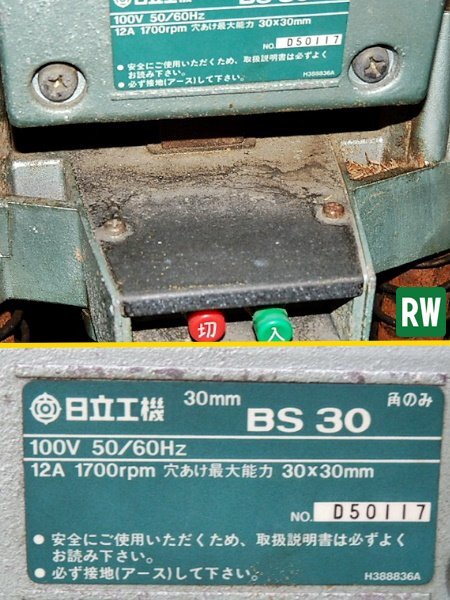 BS 30
100V 50/60Hz
12A 1700rpm 穴あけ最大能力 30×30mm
NO. D50117
● 安全にご使用いただくため、取扱説明書は必ずよく
お読み下さい。
● 必ず接地(アース)して下さい。
H388836A
切 入
RW
日立工機 30mm BS 30 角のみ
100V 50/60Hz
12A 1700rpm 穴あけ最大能力 30×30mm
NO. D50117
● 安全にご使用いただくため、取扱説明書は必ずよく
お読み下さい。
● 必ず接地(アース)して下さい。
H388836A